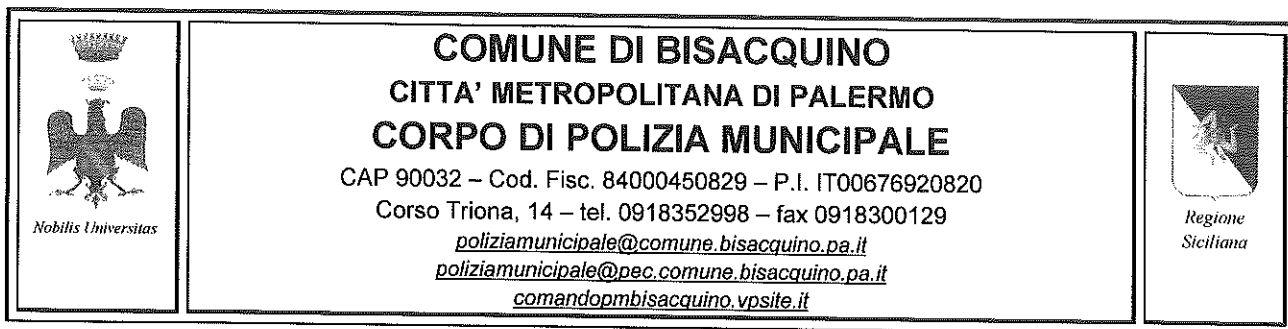 Nobilis Universitas
COMUNE DI BISACQUINO
CITTA' METROPOLITANA DI PALERMO
CORPO DI POLIZIA MUNICIPALE
CAP 90032 – Cod. Fisc. 84000450829 – P.I. IT00676920820
Corso Triona, 14 – tel. 0918352998 – fax 0918300129
poliziamunicipale@comune.bisacquino.pa.it
poliziamunicipale@pec.comune.bisacquino.pa.it
comandopmbisacquino.vpsite.it
Regione
Siciliana